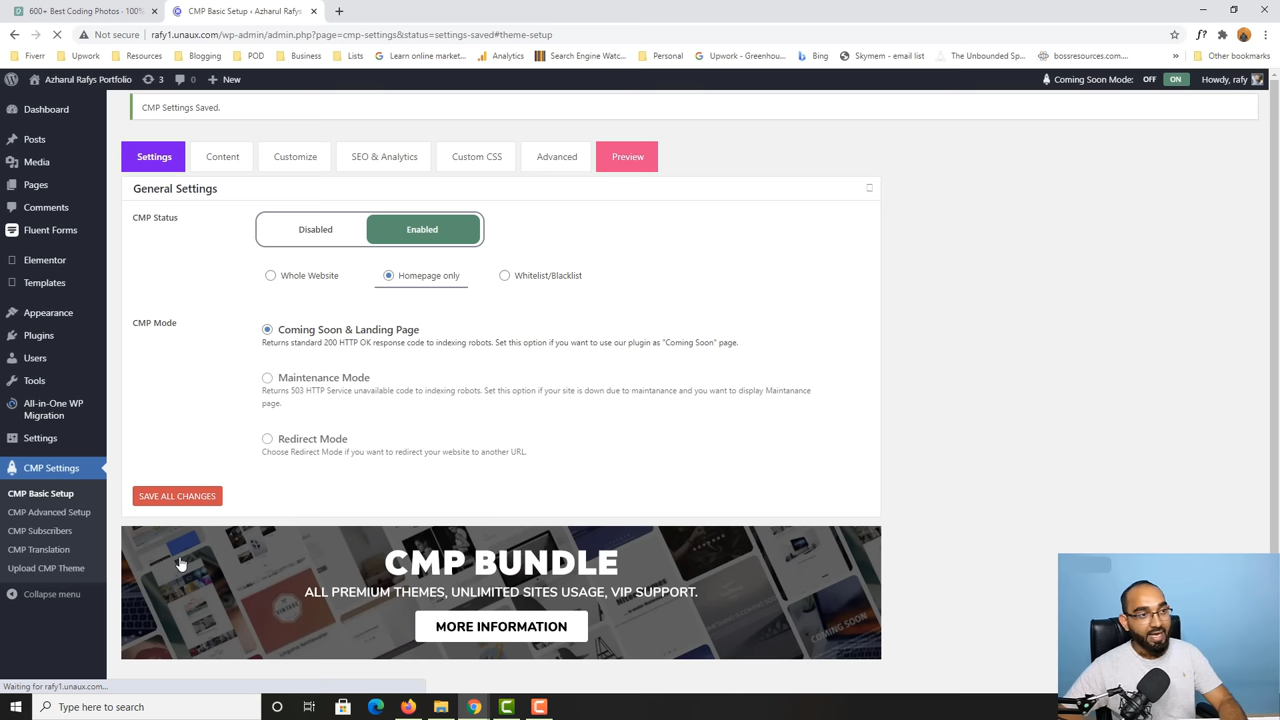 600+ Best Coding Photos · 100%
CMP Basic Setup ‹ Azharul Rafys
Not secure
rafy1.unaux.com/wp-admin/admin.php?page=cmp-settings&status=settings-saved#theme-setup
Fiverr
Upwork
Resources
Blogging
POD
Business
Lists
Learn online market...
Analytics
Search Engine Watc...
Personal
Upwork - Greenhou...
Bing
Skymem - email list
The Unbounded Sp...
bossresources.com...
Other bookmarks
Azharul Rafys Portfolio
3
0
New
Coming Soon Mode:
OFF
ON
Howdy, rafy
Dashboard
Posts
Media
Pages
Comments
Fluent Forms
Elementor
Templates
Appearance
Plugins
Users
Tools
All-in-One WP
Migration
Settings
CMP Settings
CMP Basic Setup
CMP Advanced Setup
CMP Subscribers
CMP Translation
Upload CMP Theme
Collapse menu
CMP Settings Saved.
Settings
Content
Customize
SEO & Analytics
Custom CSS
Advanced
Preview
General Settings
CMP Status
Disabled
Enabled
Whole Website
Homepage only
Whitelist/Blacklist
CMP Mode
Coming Soon & Landing Page
Returns standard 200 HTTP OK response code to indexing robots. Set this option if you want to use our plugin as "Coming Soon" page.
Maintenance Mode
Returns 503 HTTP Service unavailable code to indexing robots. Set this option if your site is down due to maintanance and you want to display Maintanance
page.
Redirect Mode
Choose Redirect Mode if you want to redirect your website to another URL.
SAVE ALL CHANGES
CMP BUNDLE
ALL PREMIUM THEMES, UNLIMITED SITES USAGE, VIP SUPPORT.
MORE INFORMATION
COMING SOON
Waiting for rafy1.unaux.com...
Type here to search